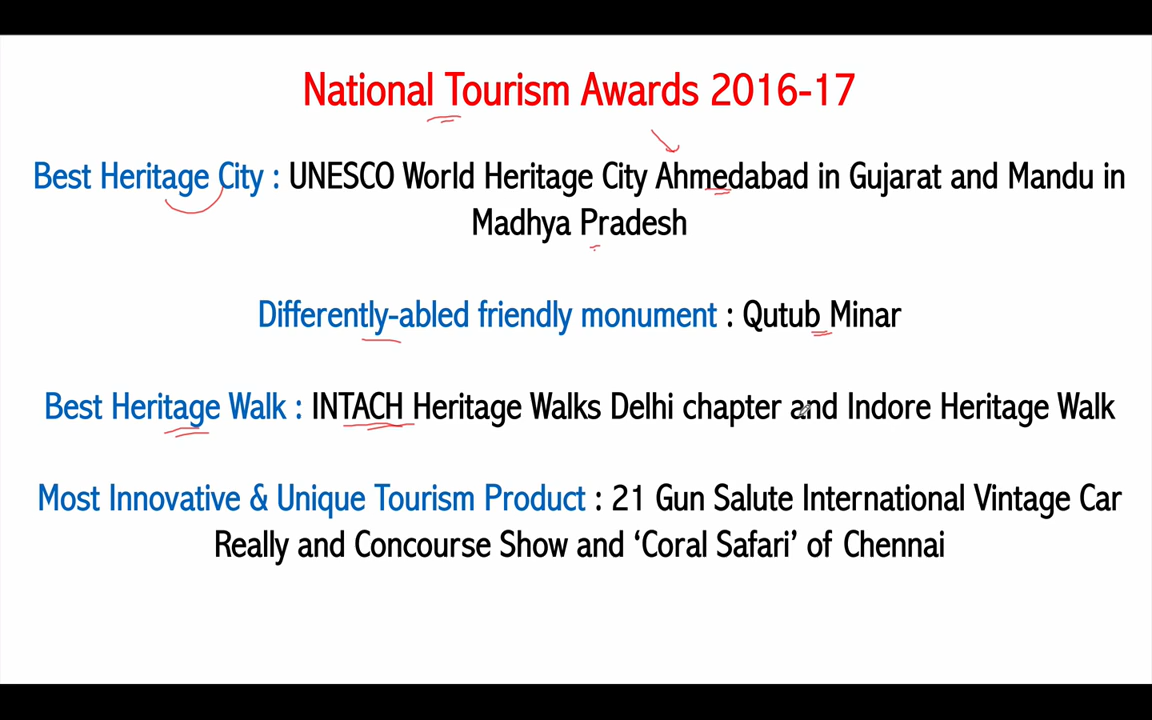 National Tourism Awards 2016-17
Best Heritage City : UNESCO World Heritage City Ahmedabad in Gujarat and Mandu in
Madhya Pradesh
Differently-abled friendly monument : Qutub Minar
Best Heritage Walk : INTACH Heritage Walks Delhi chapter and Indore Heritage Walk
Most Innovative & Unique Tourism Product : 21 Gun Salute International Vintage Car
Really and Concourse Show and ‘Coral Safari’ of Chennai